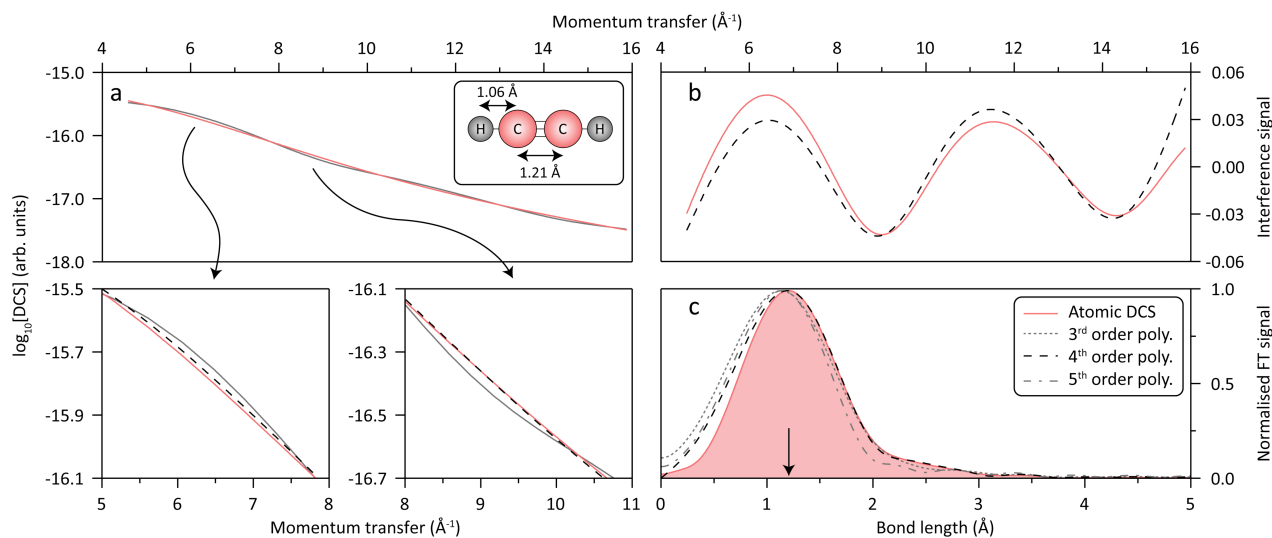 Momentum transfer (Å⁻¹)
4 6 8 10 12 14 16
4 6 8 10 12 14 16
-15.0
-16.0
-17.0
-18.0
a
1.06 Å
H C C H
1.21 Å
log₁₀[DCS] (arb. units)
b
0.06
0.03
0.00
-0.03
-0.06
Interference signal
-15.5
-15.7
-15.9
-16.1
5 6 7 8
-16.1
-16.3
-16.5
-16.7
8 9 10 11
Momentum transfer (Å⁻¹)
c
Atomic DCS
3ʳᵈ order poly.
4ᵗʰ order poly.
5ᵗʰ order poly.
1.0
0.5
0.0
Normalised FT signal
0 1 2 3 4 5
Bond length (Å)